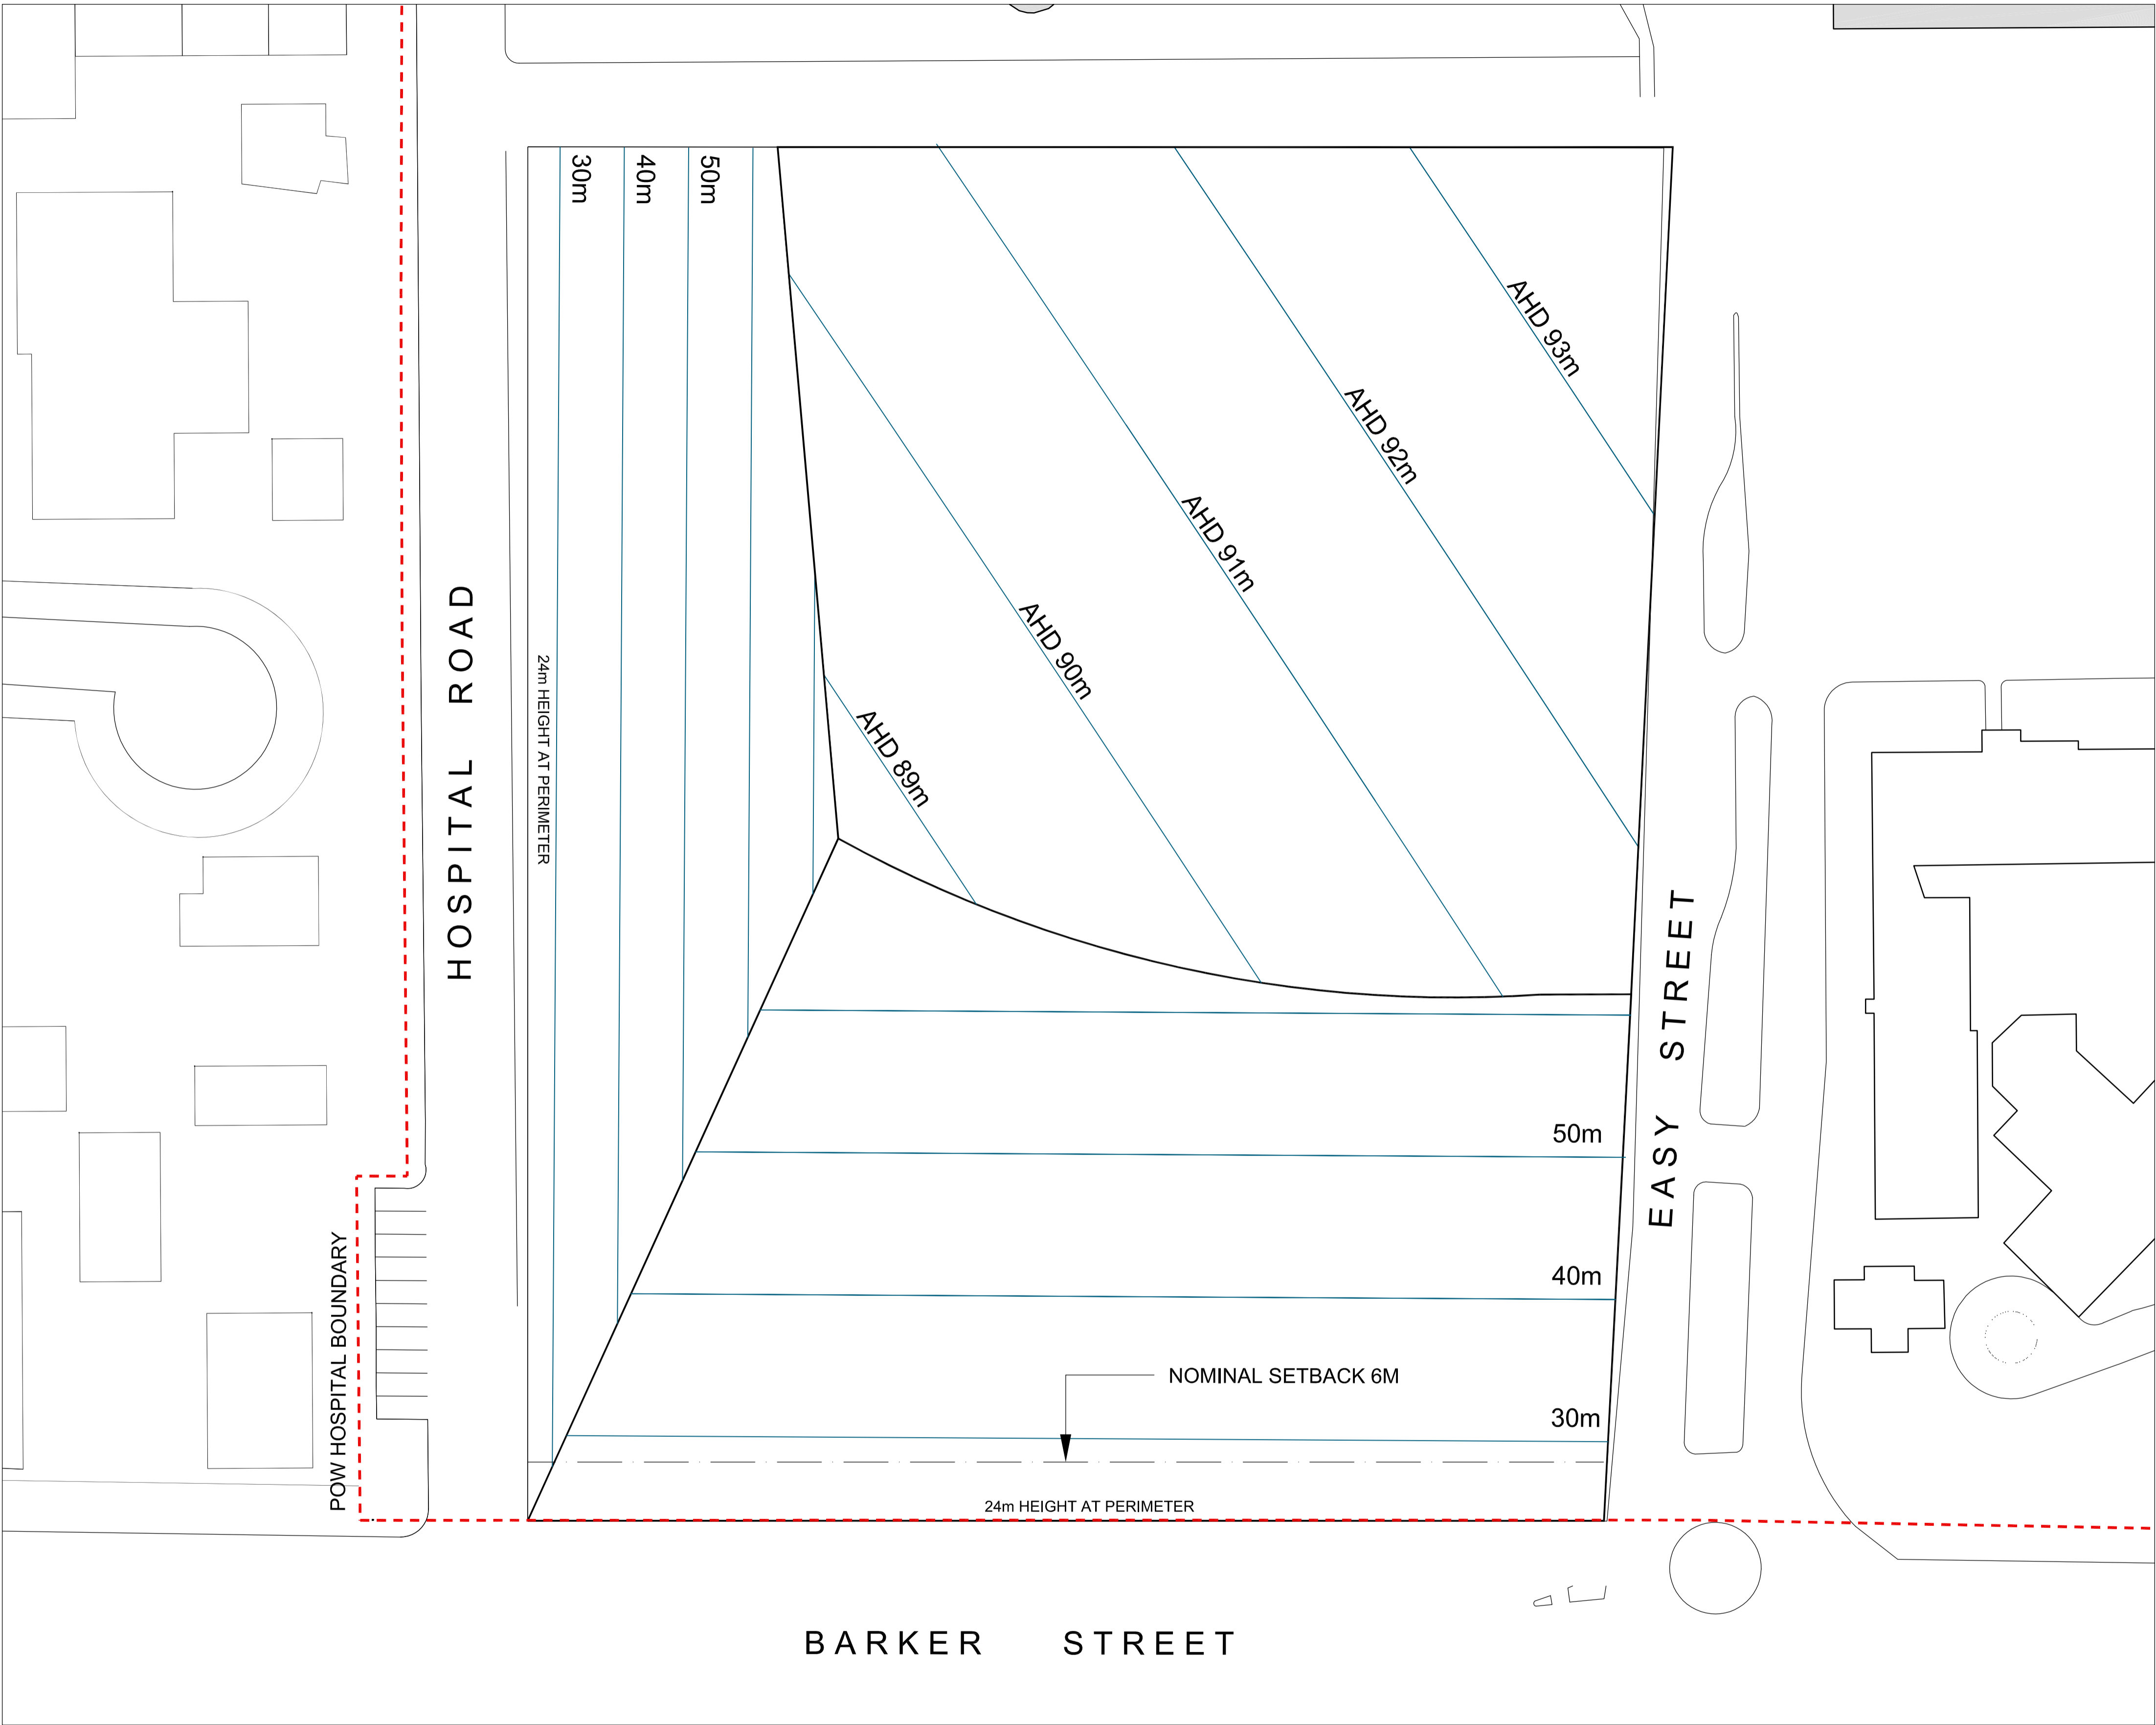 30m
40m
50m
AHD 93m
AHD 92m
AHD 91m
AHD 90m
AHD 89m
HOSPITAL ROAD
24m HEIGHT AT PERIMETER
EASY STREET
50m
40m
30m
POW HOSPITAL BOUNDARY
NOMINAL SETBACK 6M
24m HEIGHT AT PERIMETER
BARKER STREET